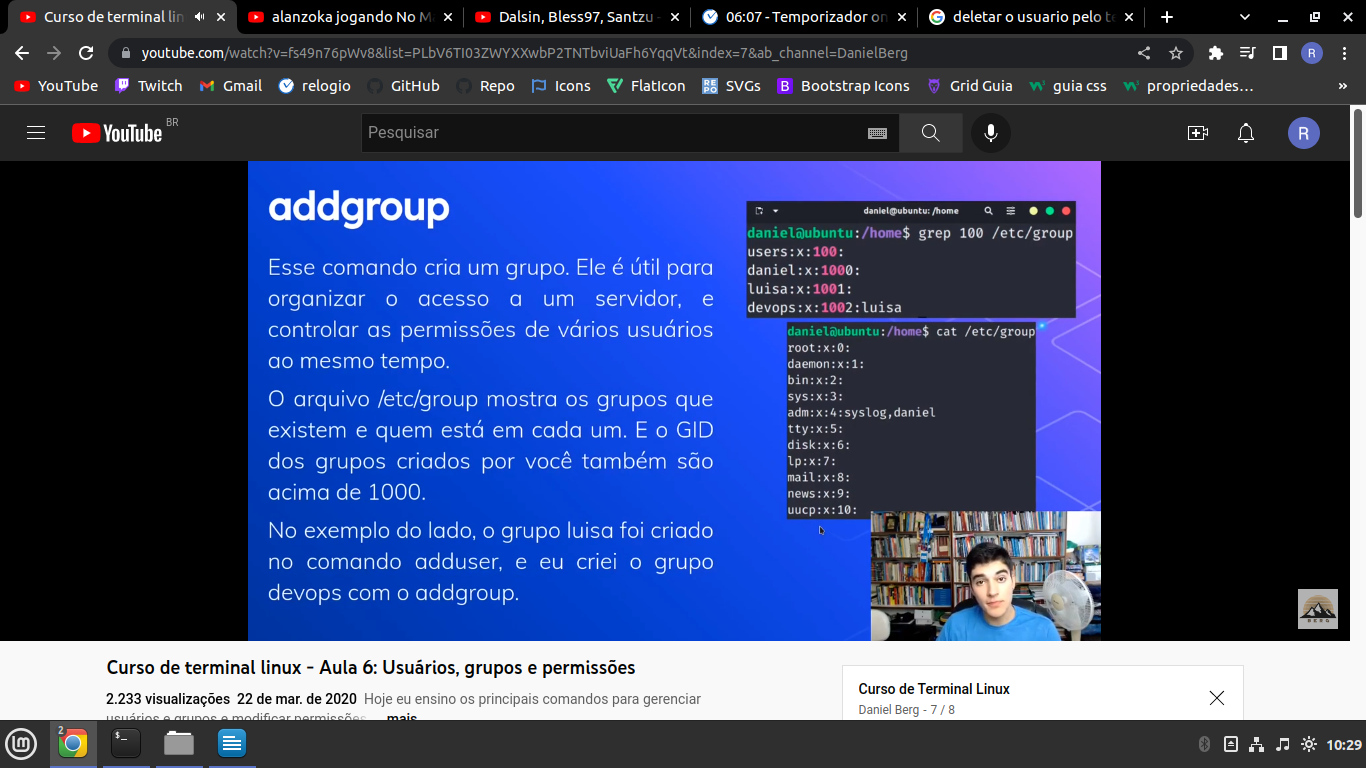 Curso de terminal lin
alanzoka jogando No M
Dalsin, Bless97, Santzu
06:07 - Temporizador on
deletar o usuario pelo te
youtube.com/watch?v=fs49n76pWv8&list=PLbV6TI03ZWYXXwbP2TNTbviUaFh6YqqVt&index=7&ab_channel=DanielBerg
R
YouTube
Twitch
Gmail
relogio
GitHub
Repo
Icons
FlatIcon
SVGs
Bootstrap Icons
Grid Guia
guia css
propriedades...
»
YouTube BR
Pesquisar
R
addgroup
Esse comando cria um grupo. Ele é útil para
organizar o acesso a um servidor, e
controlar as permissões de vários usuários
ao mesmo tempo.
O arquivo /etc/group mostra os grupos que
existem e quem está em cada um. E o GID
dos grupos criados por você também são
acima de 1000.
No exemplo do lado, o grupo luisa foi criado
no comando adduser, e eu criei o grupo
devops com o addgroup.
daniel@ubuntu: /home
daniel@ubuntu:/home$ grep 100 /etc/group
users:x:100:
daniel:x:1000:
luisa:x:1001:
devops:x:1002:luisa
daniel@ubuntu:/home$ cat /etc/group
root:x:0:
daemon:x:1:
bin:x:2:
sys:x:3:
adm:x:4:syslog,daniel
tty:x:5:
disk:x:6:
lp:x:7:
mail:x:8:
news:x:9:
uucp:x:10:
BERG
Curso de terminal linux - Aula 6: Usuários, grupos e permissões
2.233 visualizações 22 de mar. de 2020 Hoje eu ensino os principais comandos para gerenciar
usuários e grupos e modificar permissões ... mais
Curso de Terminal Linux
Daniel Berg - 7 / 8
2
10:29